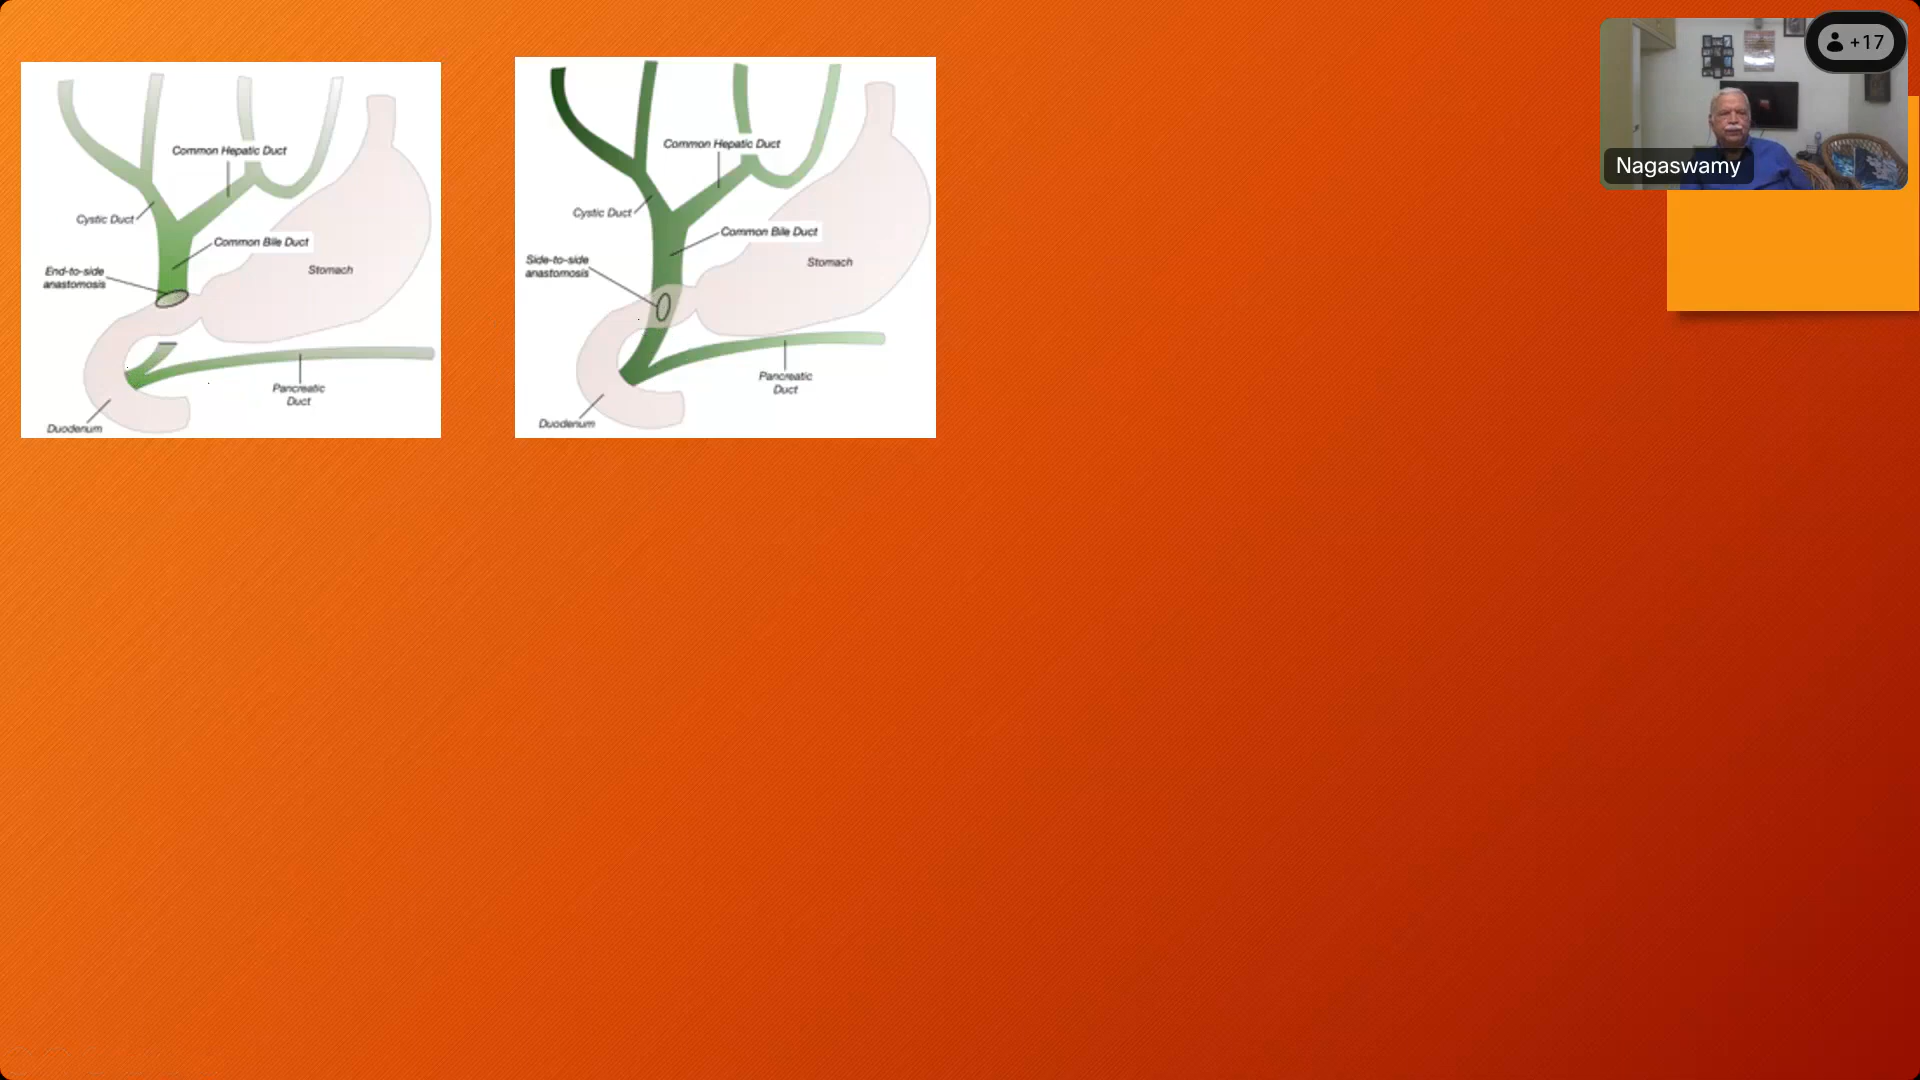 Common Hepatic Duct
Cystic Duct
Common Bile Duct
End-to-side
anastomosis
Stomach
Pancreatic
Duct
Duodenum
Common Hepatic Duct
Cystic Duct
Common Bile Duct
Side-to-side
anastomosis
Stomach
Pancreatic
Duct
Duodenum
+17
Nagaswamy